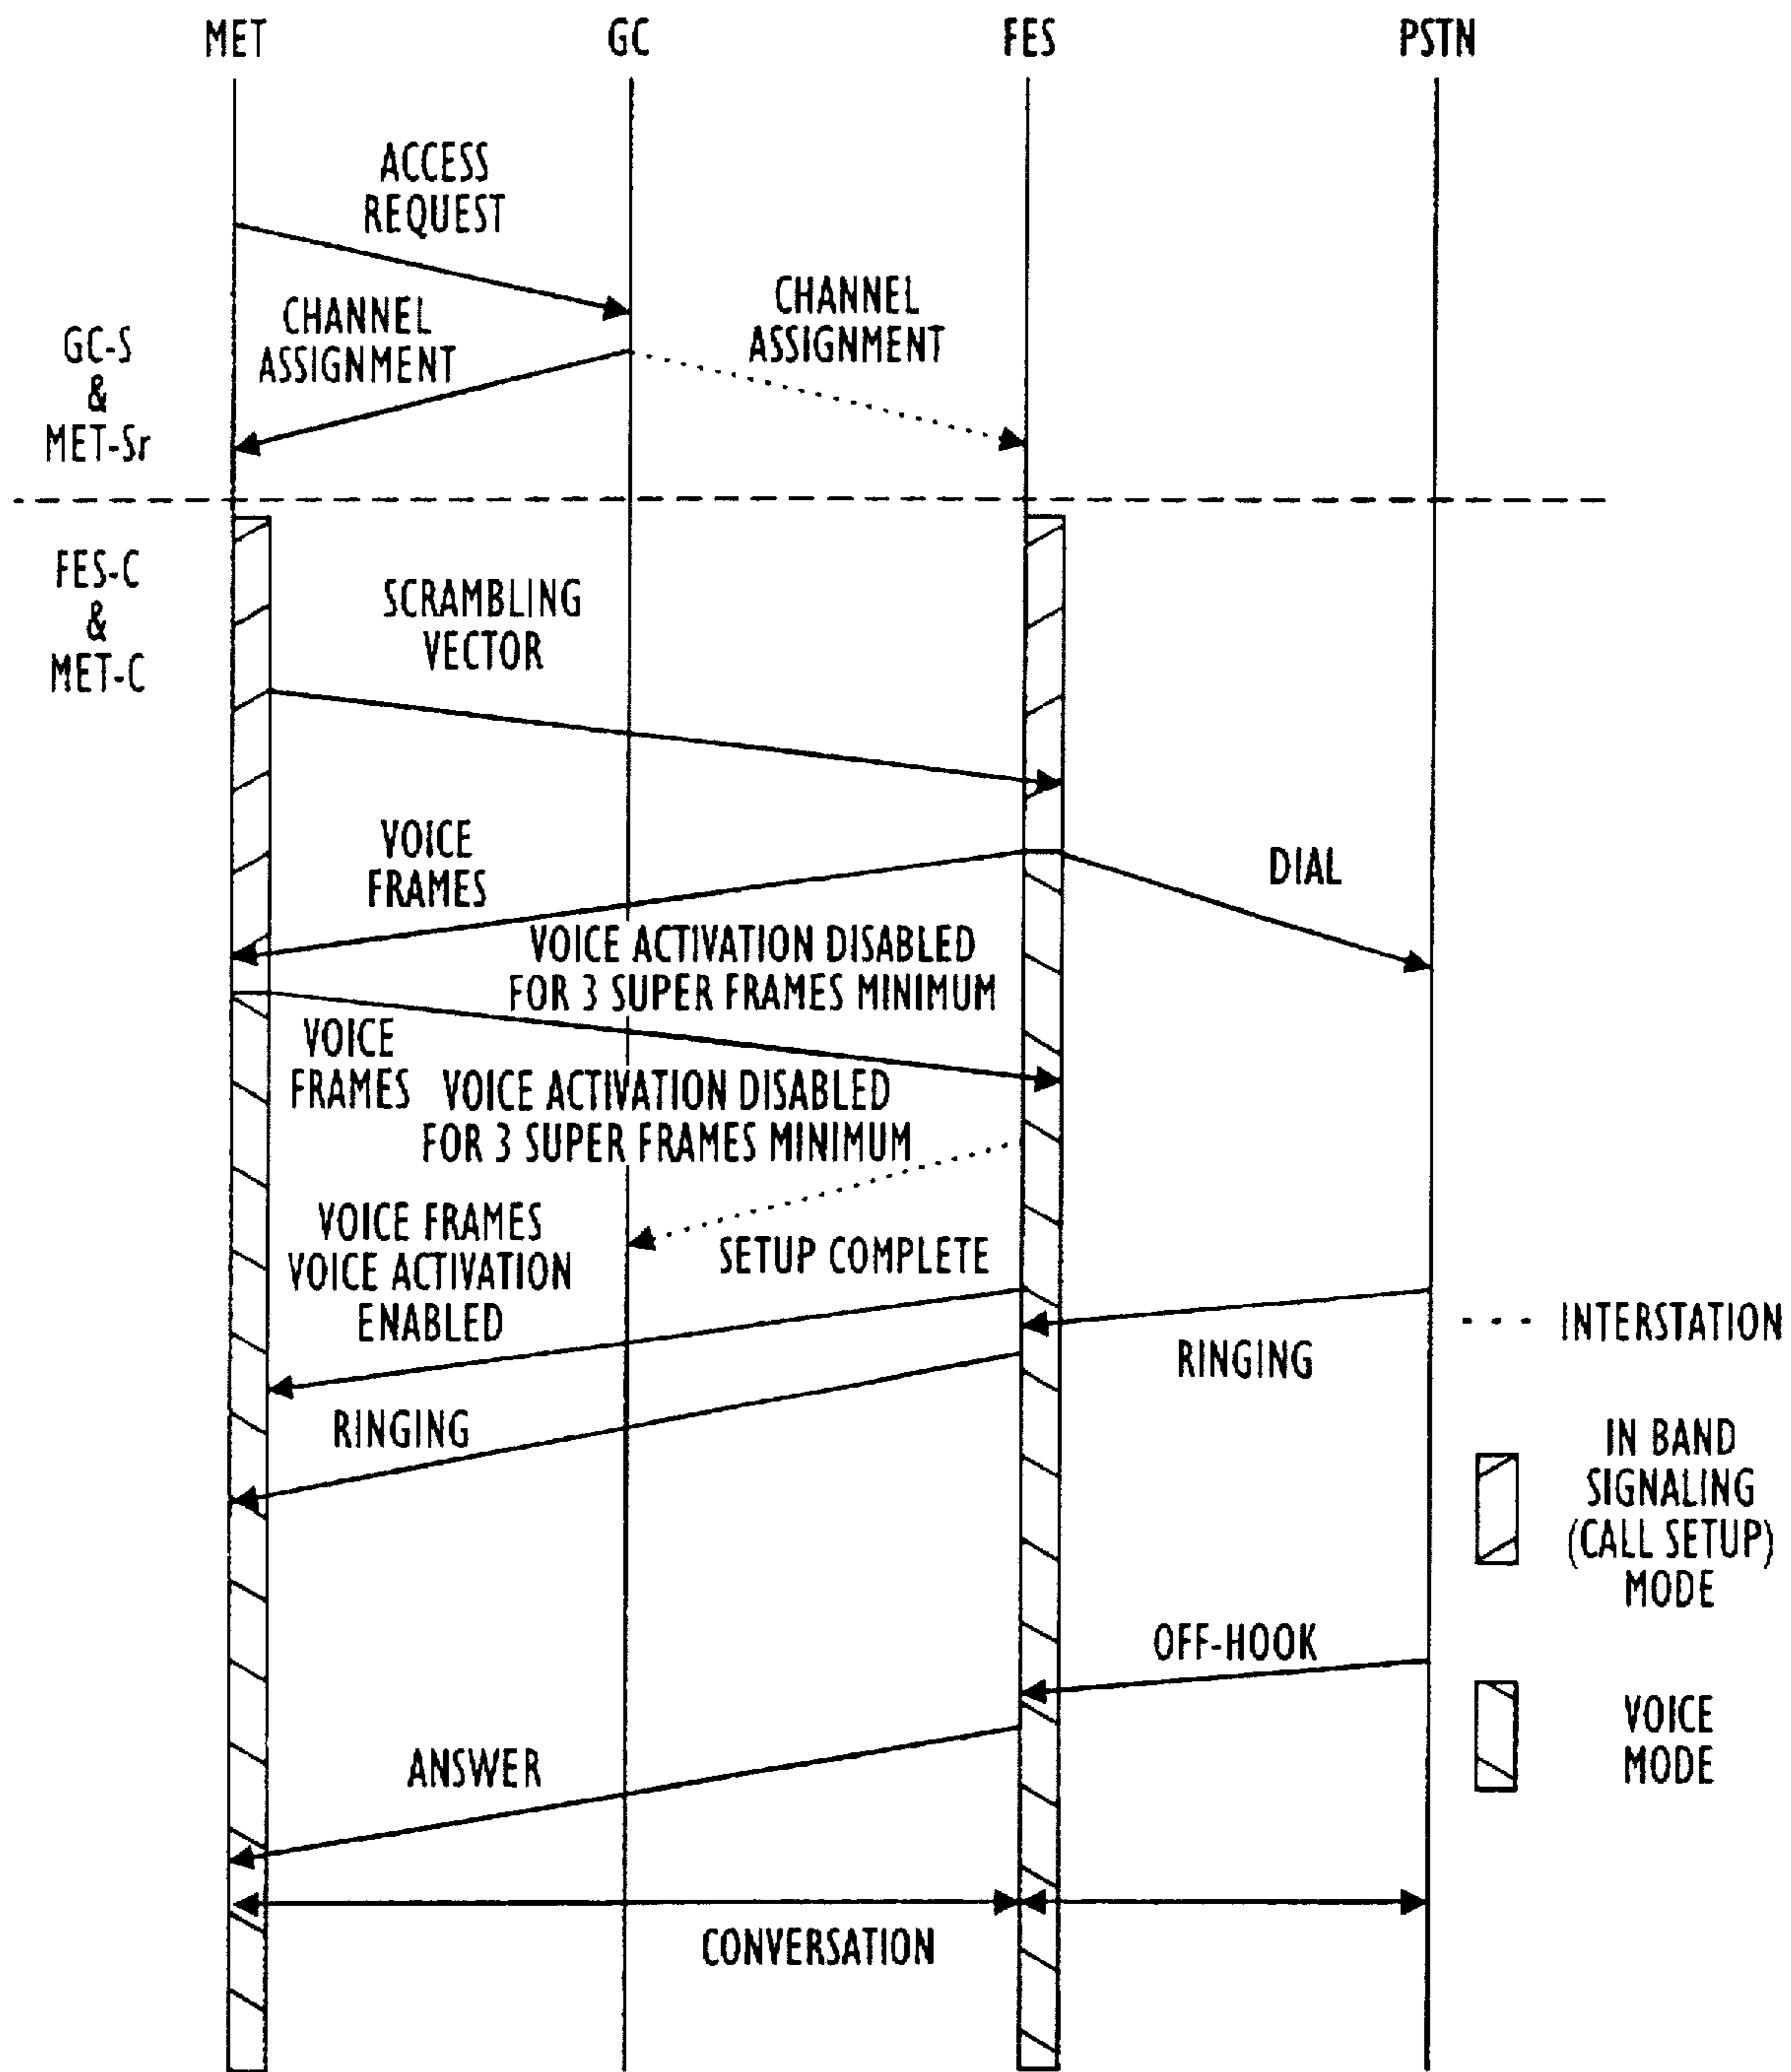 MET
GC
FES
PSTN
ACCESS
REQUEST
CHANNEL
ASSIGNMENT
CHANNEL
ASSIGNMENT
GC-S
&
MET-Sr
FES-C
&
MET-C
SCRAMBLING
VECTOR
VOICE
FRAMES
DIAL
VOICE ACTIVATION DISABLED
FOR 3 SUPER FRAMES MINIMUM
VOICE
FRAMES
VOICE ACTIVATION DISABLED
FOR 3 SUPER FRAMES MINIMUM
VOICE FRAMES
VOICE ACTIVATION
ENABLED
SETUP COMPLETE
RINGING
RINGING
INTERSTATION
IN BAND
SIGNALING
(CALL SETUP)
MODE
OFF-HOOK
VOICE
MODE
ANSWER
CONVERSATION